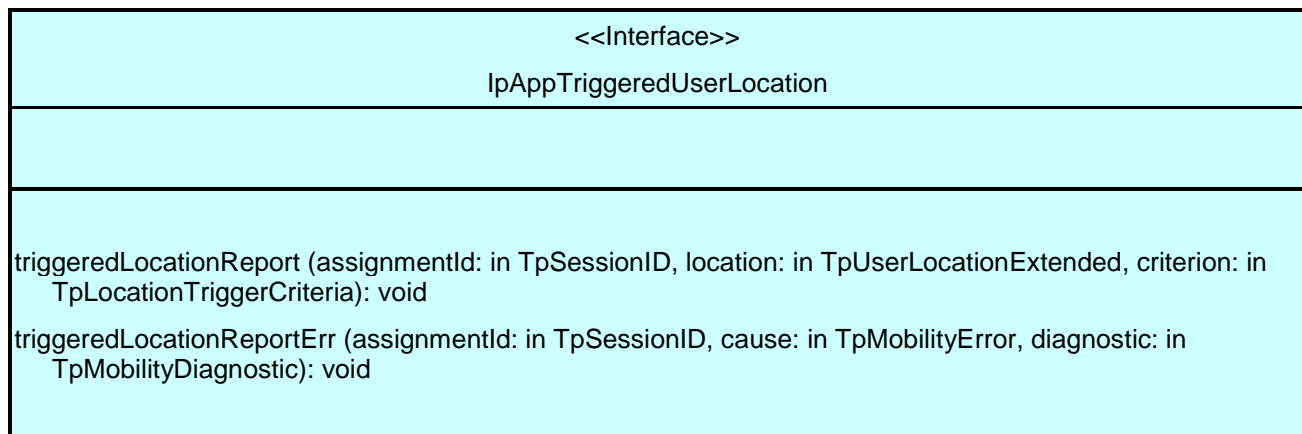 <<Interface>>
IpAppTriggeredUserLocation
triggeredLocationReport (assignmentId: in TpSessionID, location: in TpUserLocationExtended, criterion: in
TpLocationTriggerCriteria): void
triggeredLocationReportErr (assignmentId: in TpSessionID, cause: in TpMobilityError, diagnostic: in
TpMobilityDiagnostic): void